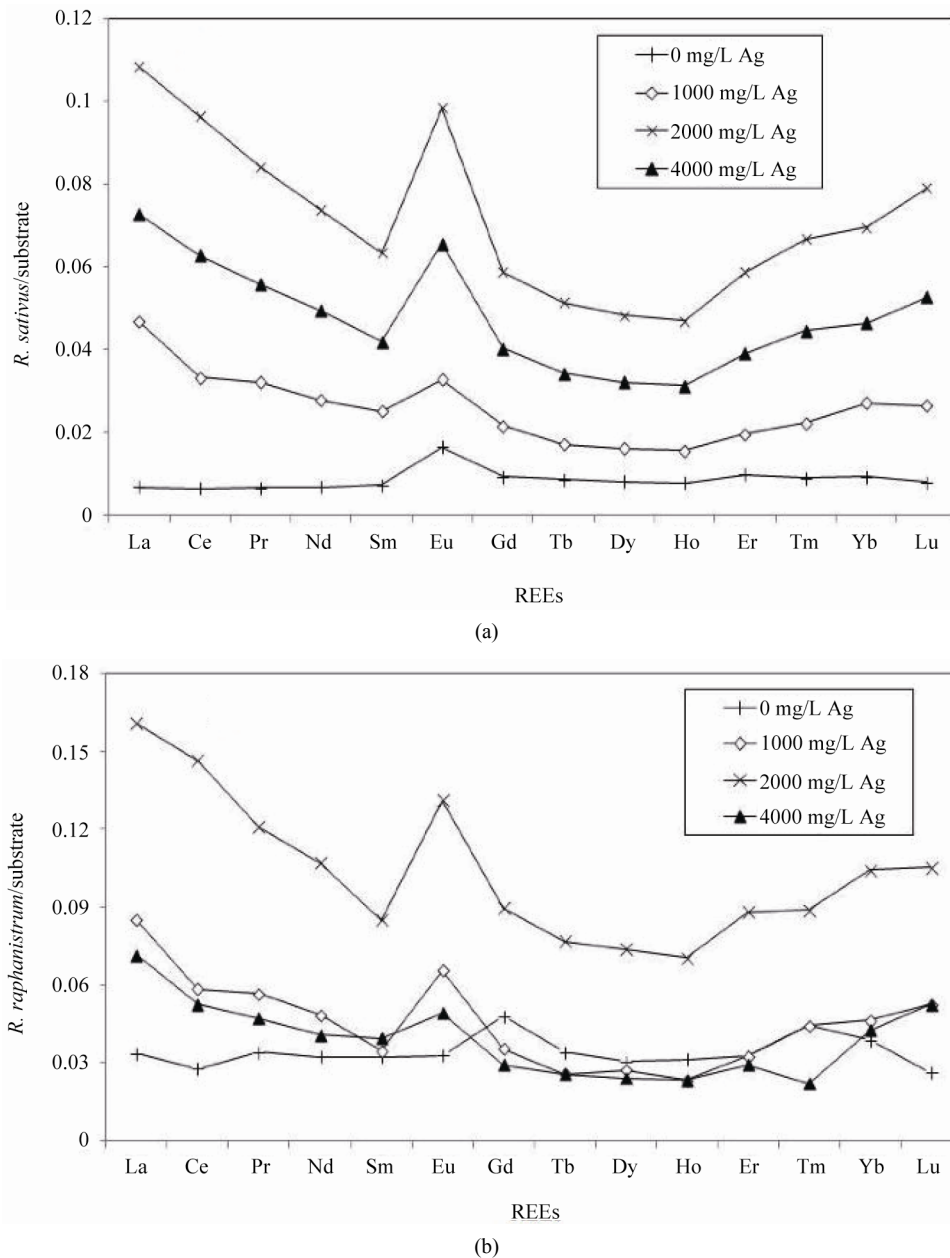 0.12
0.1
0.08
0.06
0.04
0.02
0
R. sativus/substrate
0 mg/L Ag
1000 mg/L Ag
2000 mg/L Ag
4000 mg/L Ag
La Ce Pr Nd Sm Eu Gd Tb Dy Ho Er Tm Yb Lu
REEs
(a)
0.18
0.15
0.12
0.09
0.06
0.03
0
R. raphanistrum/substrate
0 mg/L Ag
1000 mg/L Ag
2000 mg/L Ag
4000 mg/L Ag
La Ce Pr Nd Sm Eu Gd Tb Dy Ho Er Tm Yb Lu
REEs
(b)